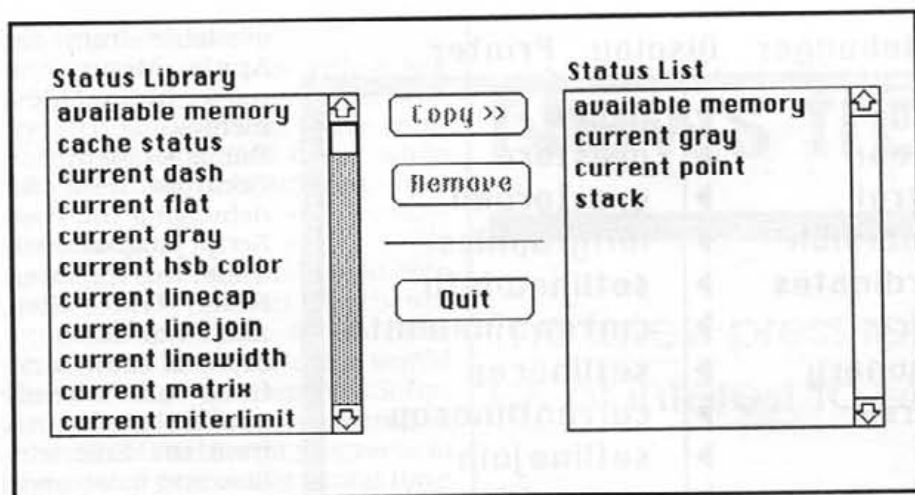 Status Library
available memory
cache status
current dash
current flat
current gray
current hsb color
current linecap
current linejoin
current linewidth
current matrix
current miterlimit
Copy >>
Remove
Quit
Status List
available memory
current gray
current point
stack